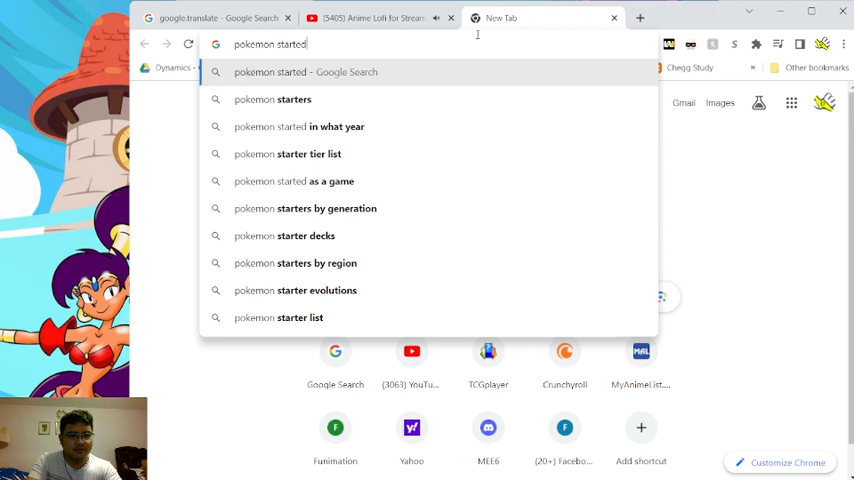 google.translate - Google Search
(5405) Anime Lofi for Stream
New Tab
pokemon started
Dynamics -
Chegg Study
»
Other bookmarks
pokemon started - Google Search
Gmail Images
pokemon starters
pokemon started in what year
pokemon starter tier list
pokemon started as a game
pokemon starters by generation
pokemon starter decks
pokemon starters by region
pokemon starter evolutions
pokemon starter list
MAL
Google Search
(3063) YouTu...
TCGplayer
Crunchyroll
MyAnimeList....
F
y!
F
Funimation
Yahoo
MEE6
(20+) Facebo...
Add shortcut
Customize Chrome